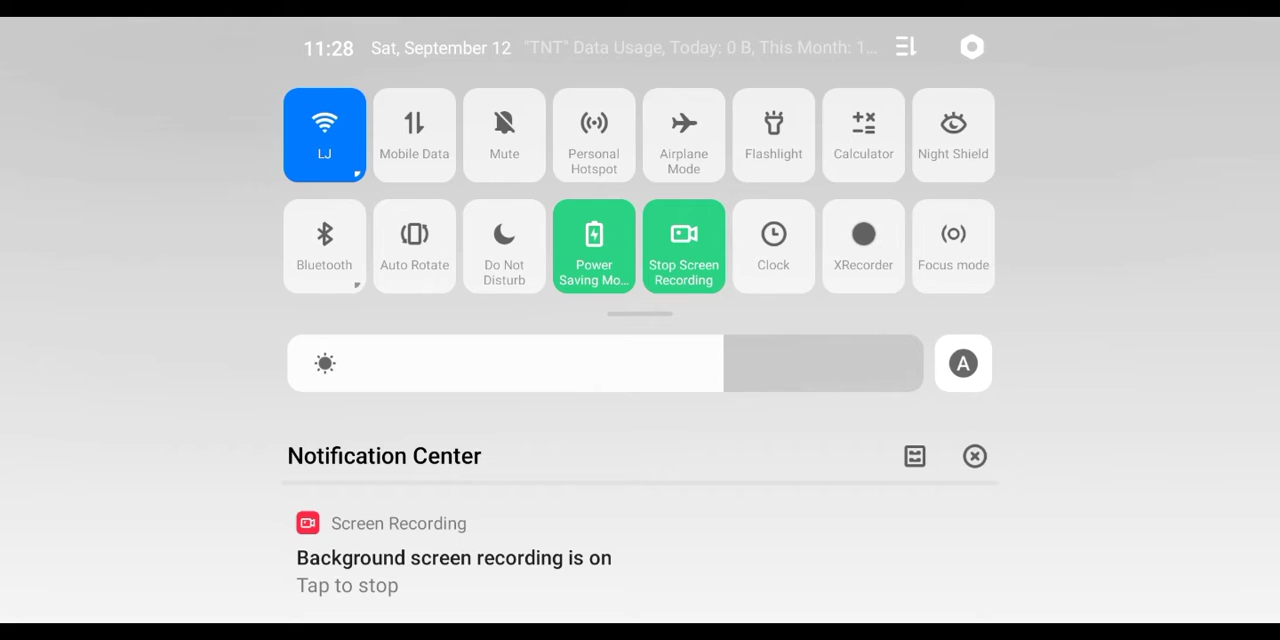 11:28 Sat, September 12 "TNT" Data Usage, Today: 0 B, This Month: 1...
LJ
Mobile Data
Mute
Personal
Hotspot
Airplane
Mode
Flashlight
Calculator
Night Shield
Bluetooth
Auto Rotate
Do Not
Disturb
Power
Saving Mo...
Stop Screen
Recording
Clock
XRecorder
Focus mode
A
Notification Center
Screen Recording
Background screen recording is on
Tap to stop